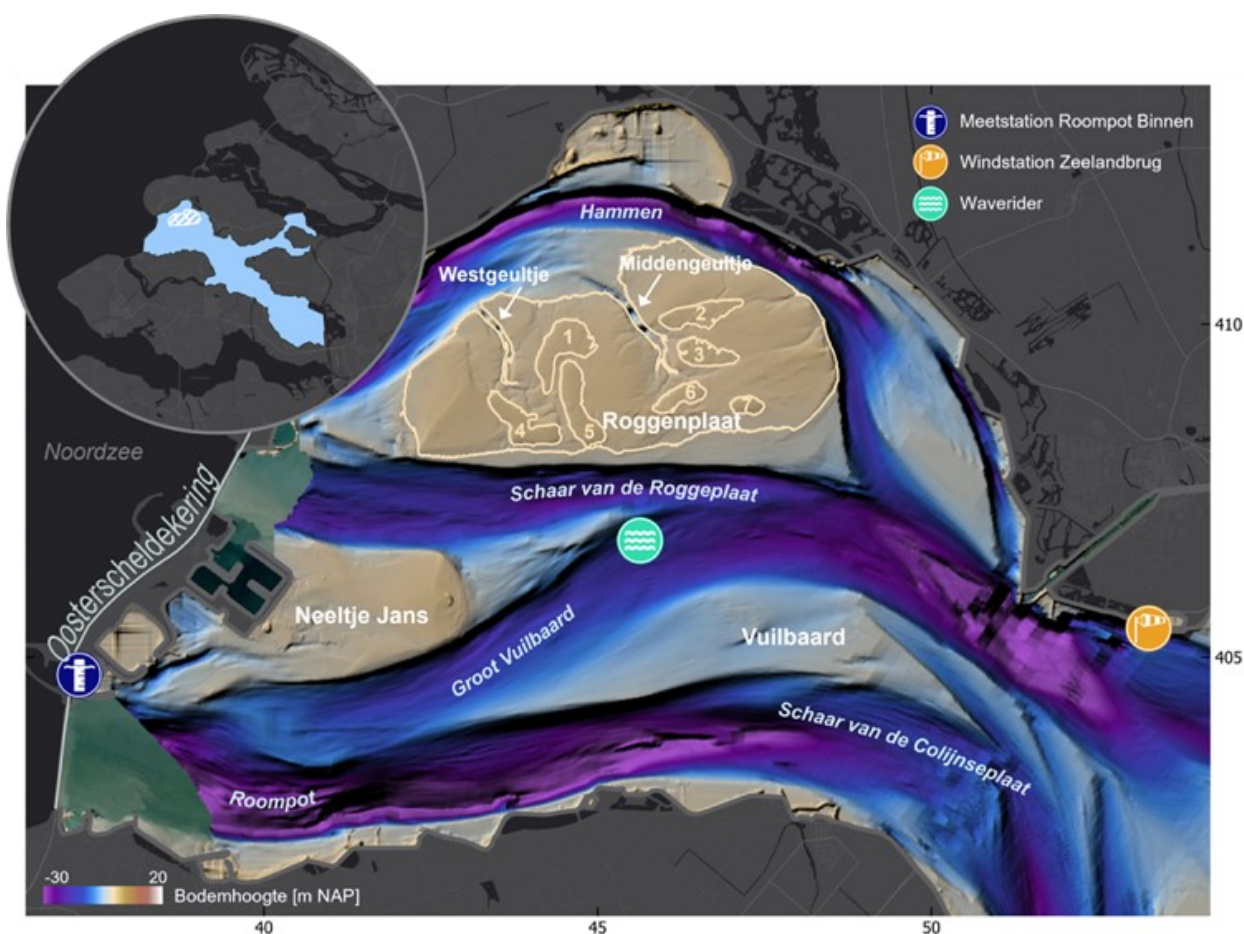 Meetstation Roompot Binnen
Windstation Zeelandbrug
Waverider
Hammen
Middengeultje
Westgeultje
410
1
2
3
6
7
Roggenplaat
4
5
Noordzee
Schaar van de Roggeplaat
Oosterscheldekering
Neeltje Jans
Vuilbaard
Groot Vuilbaard
405
Schaar van de Colijnseplaat
Roompot
-30
20
Bodemhoogte [m NAP]
40
45
50